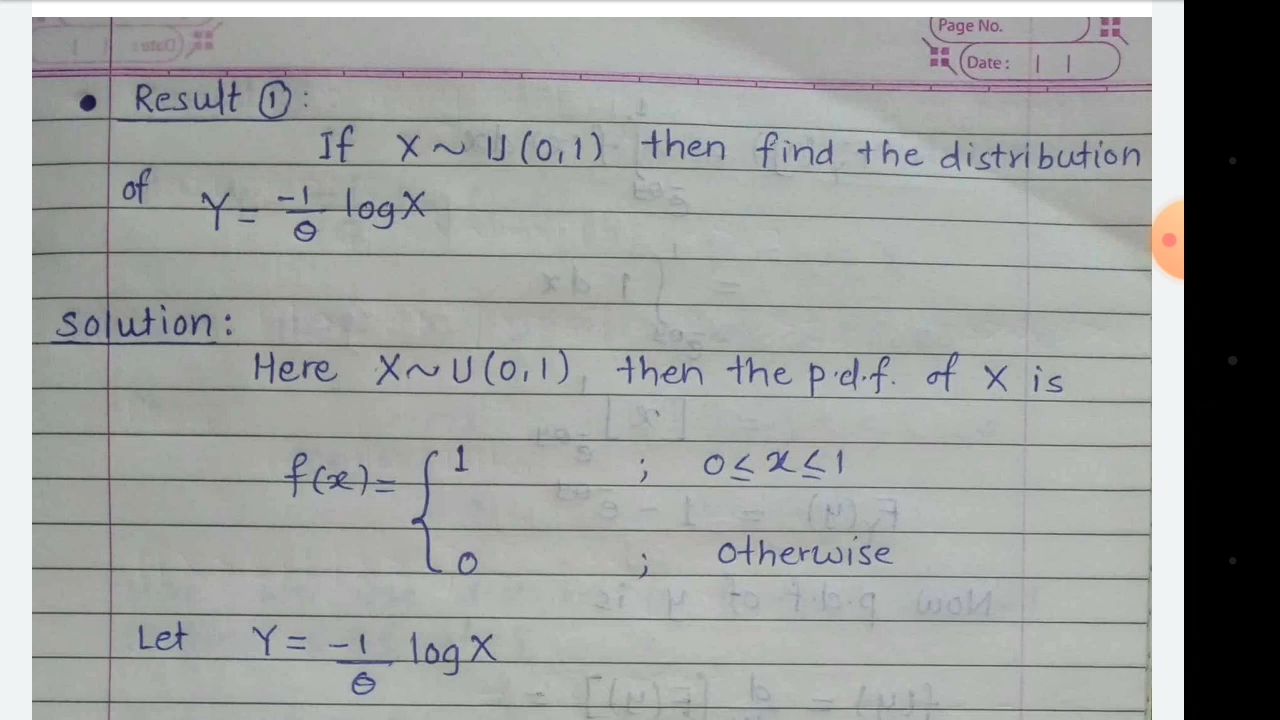 Page No.
Date :
• Result ①:
If X ~ U(0,1) then find the distribution
of Y = -1/θ log X
Solution:
Here X ~ U(0,1), then the p.d.f. of X is
f(x) = { 1 ; 0 ≤ x ≤ 1
0 ; otherwise
Let Y = -1/θ log X